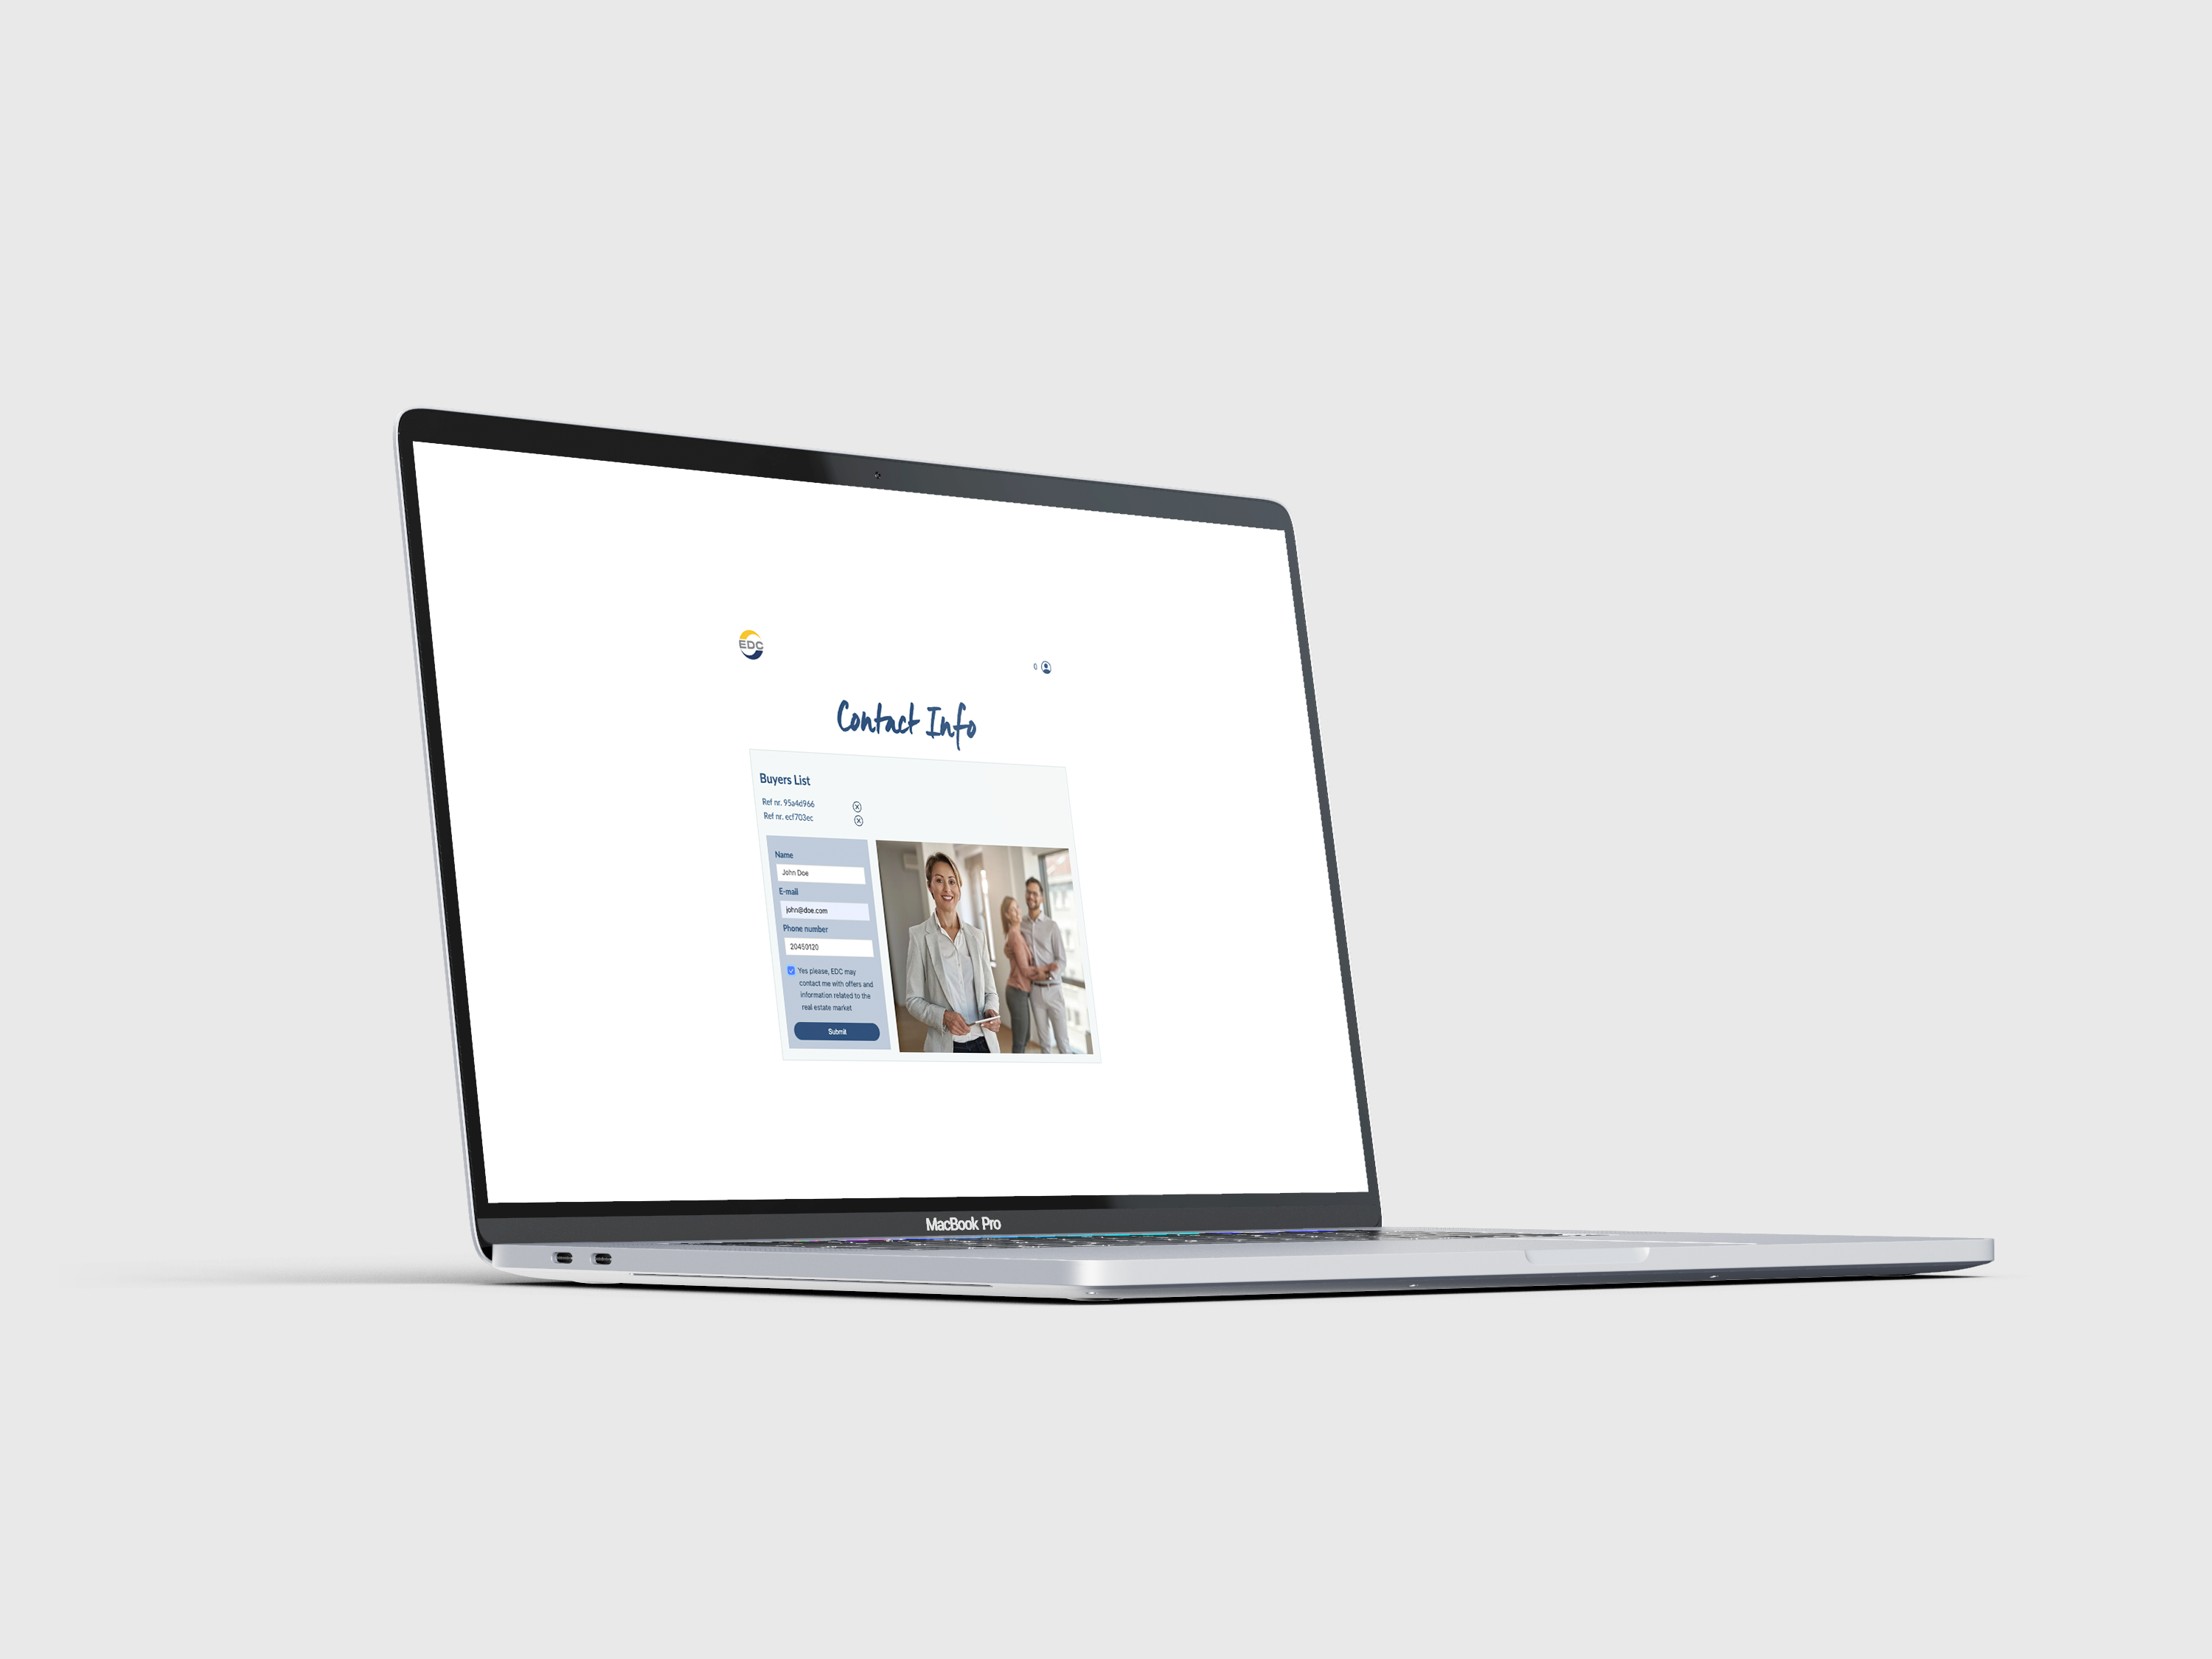 EDC
0
Contact Info
Buyers List
Ref nr. 95a4d966
Ref nr. ecf703ec
Name
John Doe
E-mail
john@doe.com
Phone number
20450120
Yes please, EDC may
contact me with offers and
information related to the
real estate market
Submit
MacBook Pro